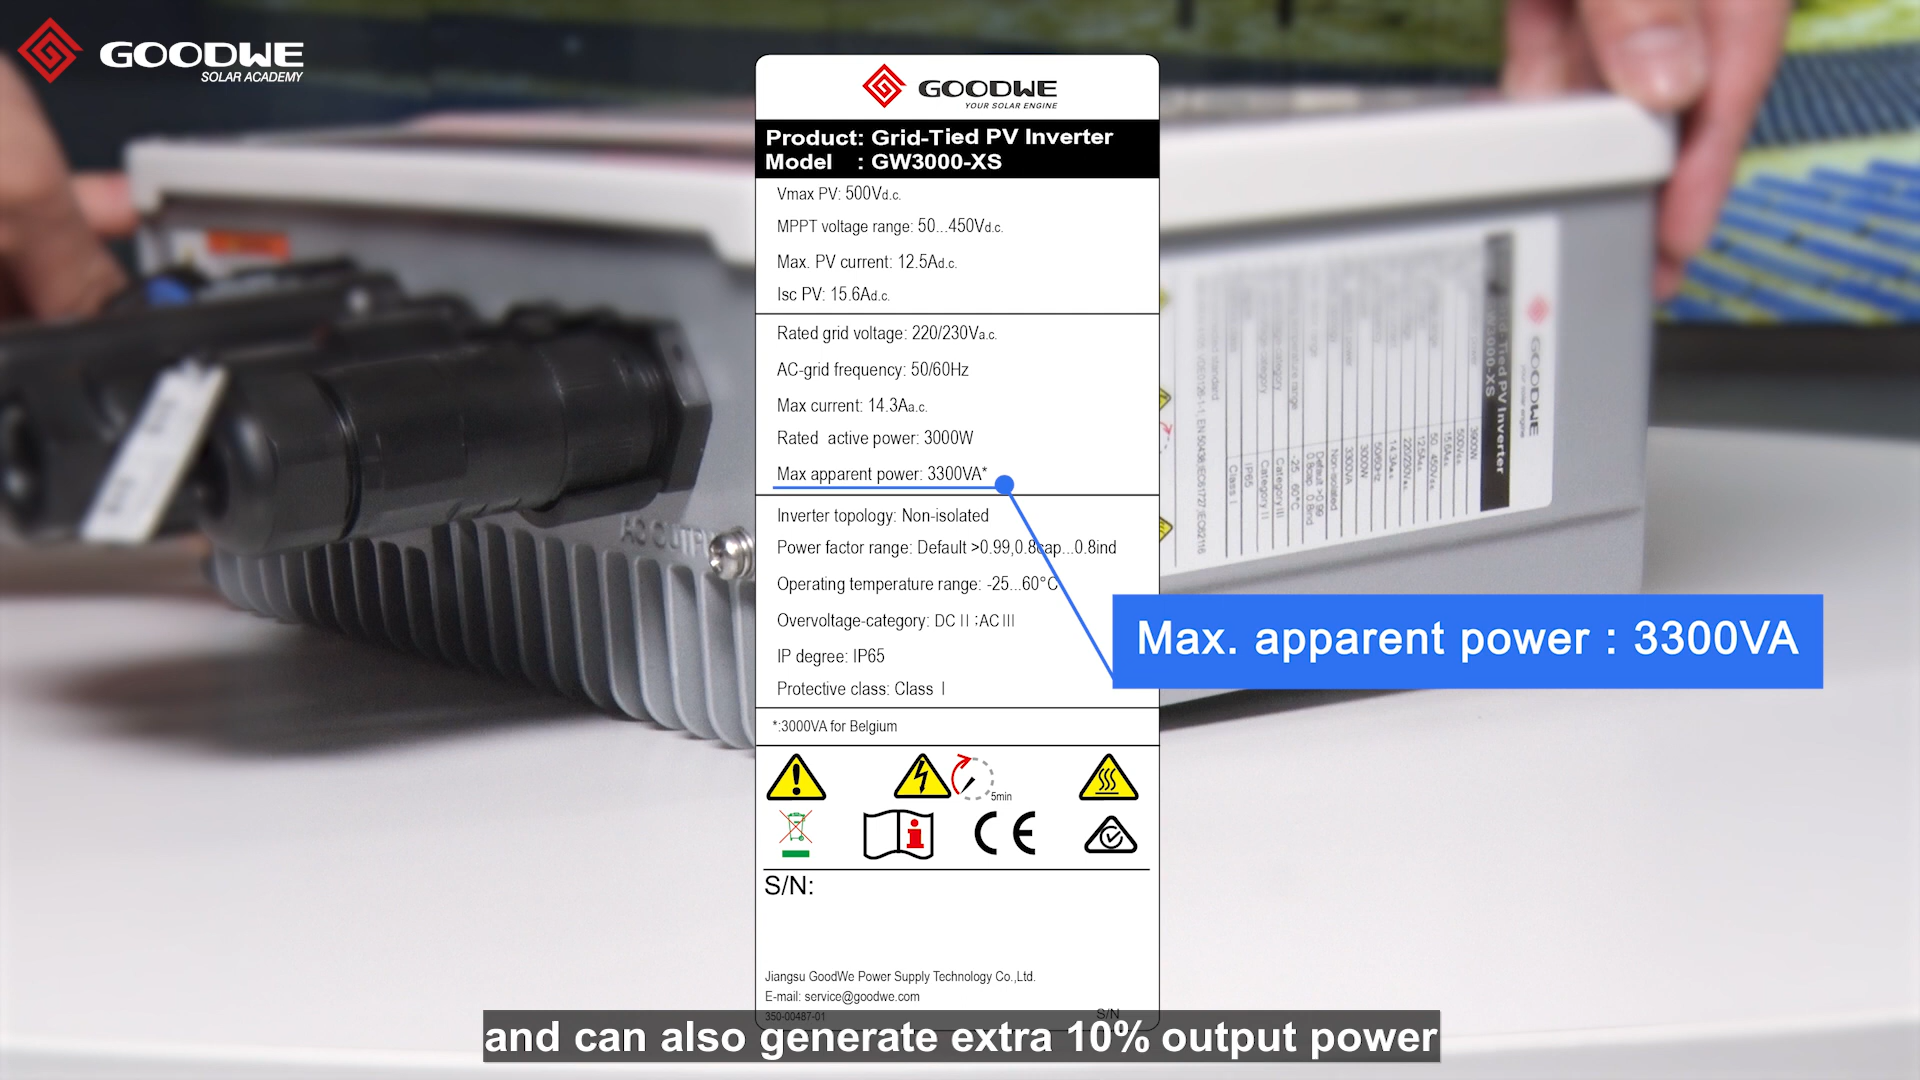 GOODWE
SOLAR ACADEMY
GOODWE
YOUR SOLAR ENGINE
Product: Grid-Tied PV Inverter
Model : GW3000-XS
Vmax PV: 500Vd.c.
MPPT voltage range: 50...450Vd.c.
Max. PV current: 12.5Ad.c.
Isc PV: 15.6Ad.c.
Rated grid voltage: 220/230Va.c.
AC-grid frequency: 50/60Hz
Max current: 14.3Aa.c.
Rated active power: 3000W
Max apparent power: 3300VA*
Inverter topology: Non-isolated
Power factor range: Default >0.99,0.8cap...0.8ind
Operating temperature range: -25...60°C
Overvoltage-category: DC II ;AC III
IP degree: IP65
Protective class: Class I
*:3000VA for Belgium
5min
CE
S/N:
Jiangsu GoodWe Power Supply Technology Co.,Ltd.
E-mail: service@goodwe.com
350-00487-01
S/N
Max. apparent power : 3300VA
and can also generate extra 10% output power
GOODWE
Tied PV Inverter